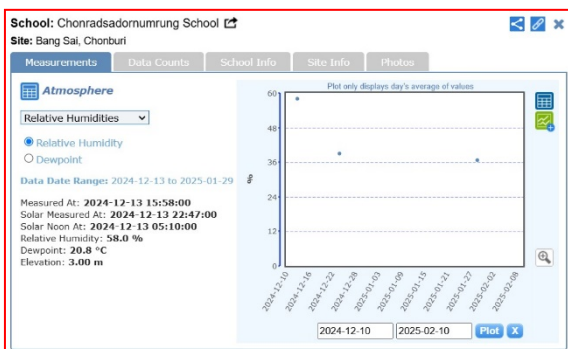 School: Chonradsadornumrung School
Site: Bang Sai, Chonburi
Measurements Data Counts School Info Site Info Photos
Atmosphere
Relative Humidities
Relative Humidity
Dewpoint
Data Date Range: 2024-12-13 to 2025-01-29
Measured At: 2024-12-13 15:58:00
Solar Measured At: 2024-12-13 22:47:00
Solar Noon At: 2024-12-13 05:10:00
Relative Humidity: 58.0 %
Dewpoint: 20.8 °C
Elevation: 3.00 m
Plot only displays day's average of values
60
48
36
24
12
0
%
2024-12-10
2024-12-16
2024-12-22
2024-12-28
2025-01-03
2025-01-09
2025-01-15
2025-01-21
2025-01-27
2025-02-02
2025-02-08
2024-12-10 2025-02-10 Plot X